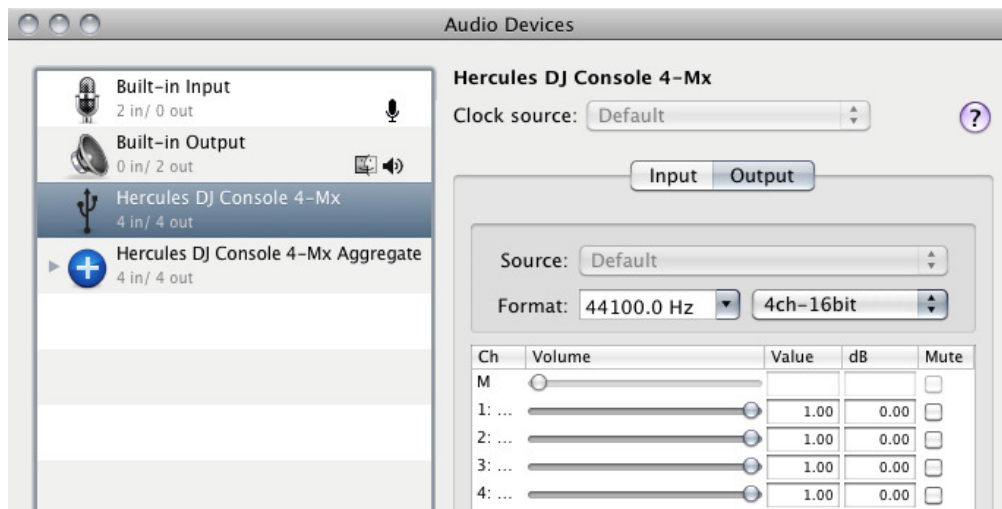 Audio Devices
Built-in Input
2 in/ 0 out
Built-in Output
0 in/ 2 out
Hercules DJ Console 4-Mx
4 in/ 4 out
Hercules DJ Console 4-Mx Aggregate
4 in/ 4 out
Hercules DJ Console 4-Mx
Clock source: Default
?
Input Output
Source: Default
Format: 44100.0 Hz 4ch-16bit
Ch Volume Value dB Mute
M
1: ... 1.00 0.00
2: ... 1.00 0.00
3: ... 1.00 0.00
4: ... 1.00 0.00